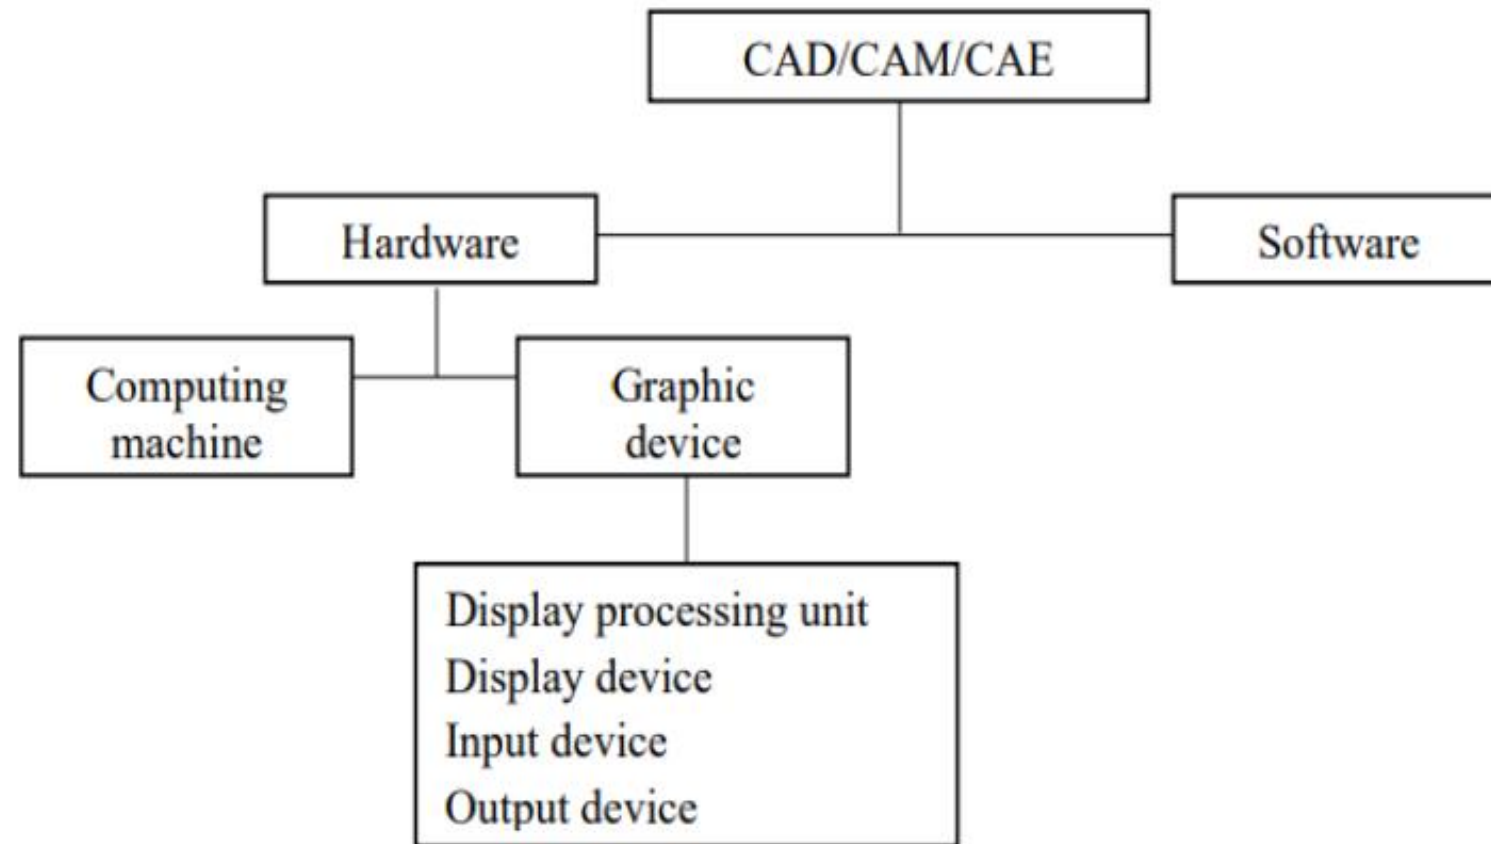 CAD/CAM/CAE
Hardware
Software
Computing
machine
Graphic
device
Display processing unit
Display device
Input device
Output device